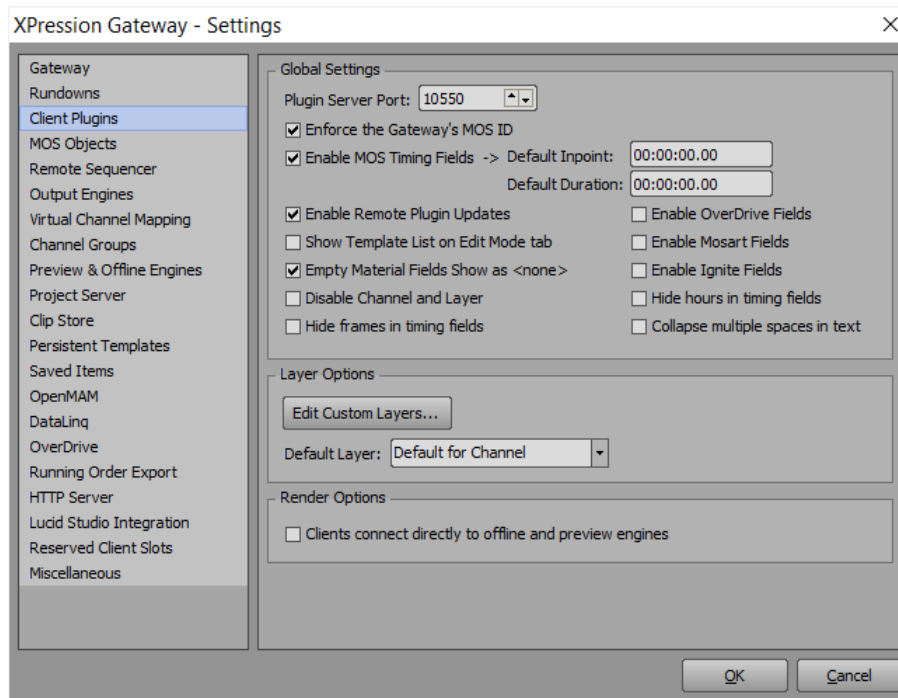 XPression Gateway - Settings
Gateway
Rundowns
Client Plugins
MOS Objects
Remote Sequencer
Output Engines
Virtual Channel Mapping
Channel Groups
Preview & Offline Engines
Project Server
Clip Store
Persistent Templates
Saved Items
OpenMAM
DataLinq
OverDrive
Running Order Export
HTTP Server
Lucid Studio Integration
Reserved Client Slots
Miscellaneous
Global Settings
Plugin Server Port: 10550
Enforce the Gateway's MOS ID
Enable MOS Timing Fields -> Default Inpoint: 00:00:00.00
Default Duration: 00:00:00.00
Enable Remote Plugin Updates Enable OverDrive Fields
Show Template List on Edit Mode tab Enable Mosart Fields
Empty Material Fields Show as <none> Enable Ignite Fields
Disable Channel and Layer Hide hours in timing fields
Hide frames in timing fields Collapse multiple spaces in text
Layer Options
Edit Custom Layers...
Default Layer: Default for Channel
Render Options
Clients connect directly to offline and preview engines
OK Cancel